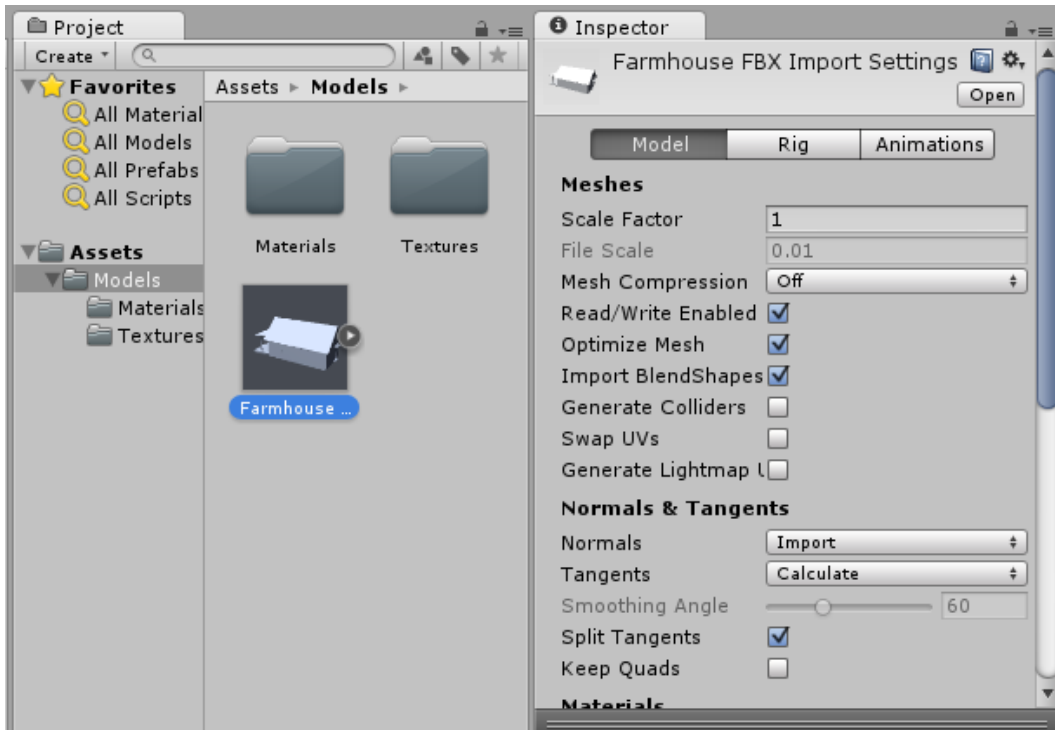 Project
Create
Favorites
All Material
All Models
All Prefabs
All Scripts
Assets
Models
Materials
Textures
Assets Models
Materials
Textures
Farmhouse ...
Inspector
Farmhouse FBX Import Settings
Open
Model Rig Animations
Meshes
Scale Factor 1
File Scale 0.01
Mesh Compression Off
Read/Write Enabled
Optimize Mesh
Import BlendShapes
Generate Colliders
Swap UVs
Generate Lightmap U
Normals & Tangents
Normals Import
Tangents Calculate
Smoothing Angle 60
Split Tangents
Keep Quads
Materials